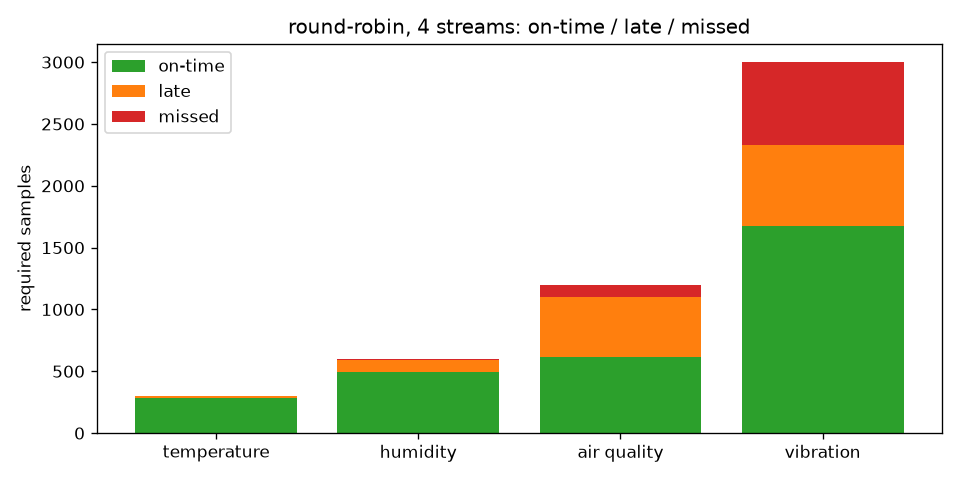 round-robin, 4 streams: on-time / late / missed
on-time
late
missed
required samples
3000
2500
2000
1500
1000
500
0
temperature
humidity
air quality
vibration